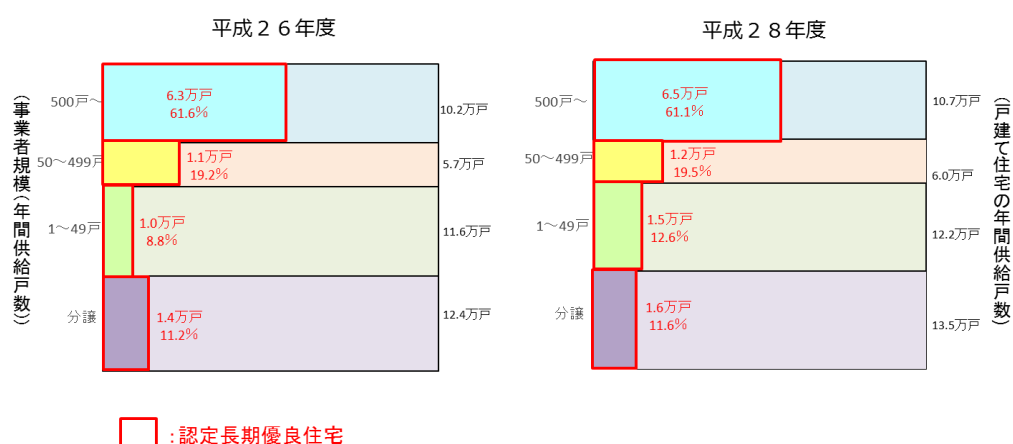 平成２６年度
(事業者規模(年間供給戸数))
500戸～
6.3万戸
61.6%
10.2万戸
50～499戸
1.1万戸
19.2%
5.7万戸
1～49戸
1.0万戸
8.8%
11.6万戸
分譲
1.4万戸
11.2%
12.4万戸
平成２８年度
500戸～
6.5万戸
61.1%
10.7万戸
50～499戸
1.2万戸
19.5%
6.0万戸
1～49戸
1.5万戸
12.6%
12.2万戸
分譲
1.6万戸
11.6%
13.5万戸
(戸建て住宅の年間供給戸数)
：認定長期優良住宅